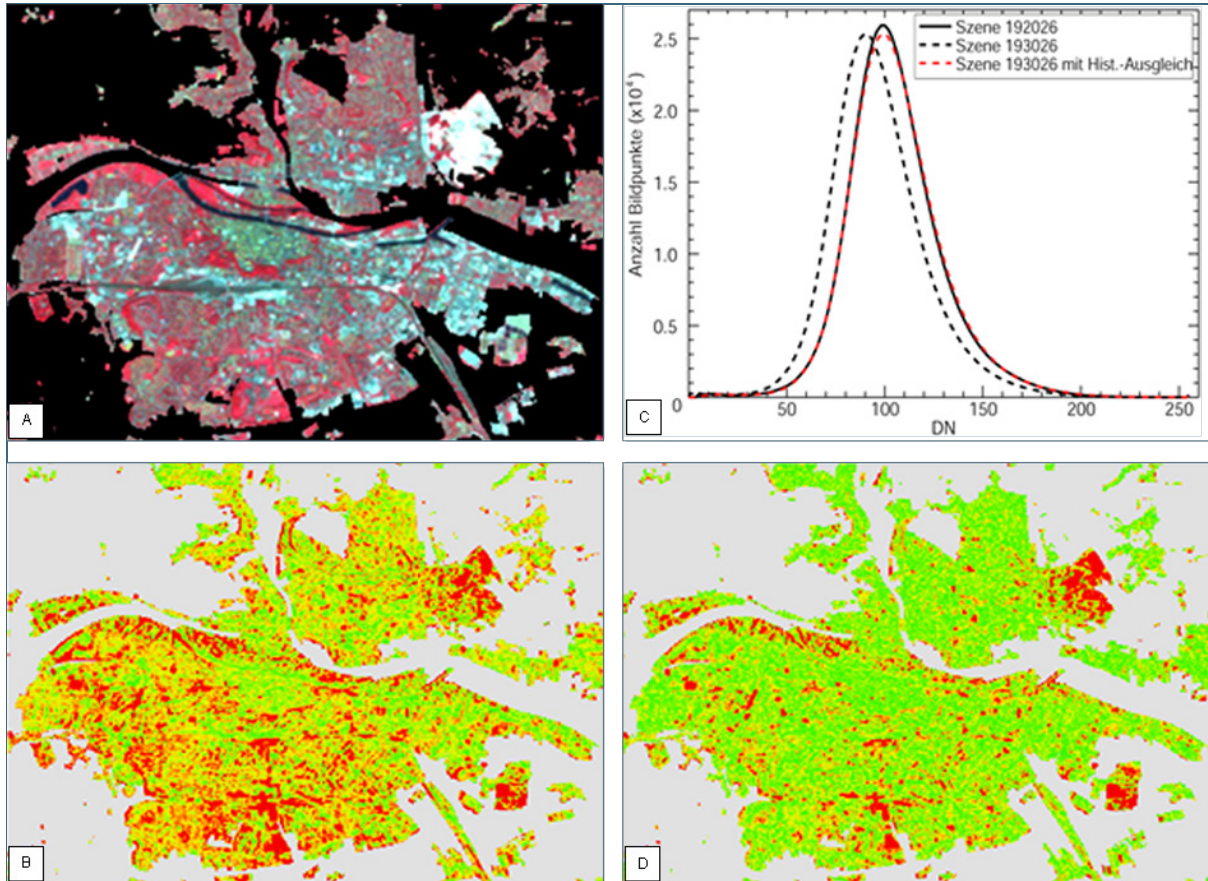 A
Szene 192026
Szene 193026
Szene 193026 mit Hist.-Ausgleich
Anzahl Bildpunkte (x10⁴)
2.5
2.0
1.5
1.0
0.5
0
50
100
150
200
250
DN
C
B
D